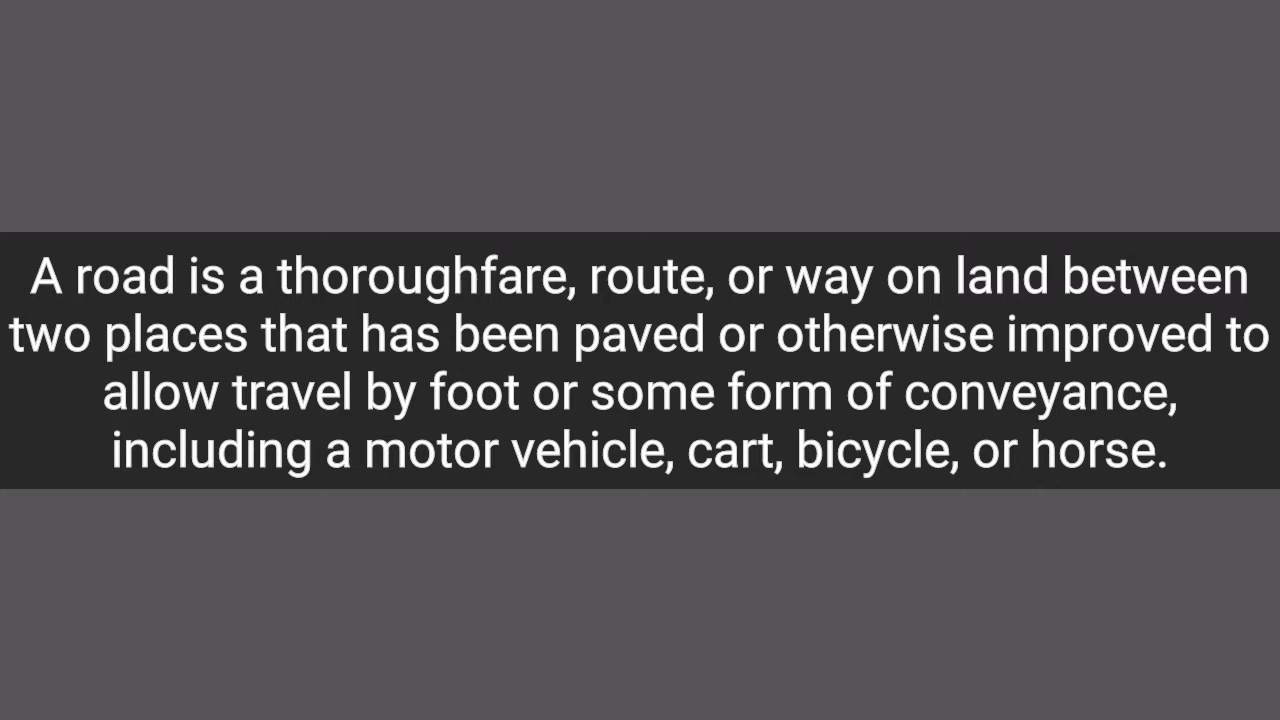 A road is a thoroughfare, route, or way on land between
two places that has been paved or otherwise improved to
allow travel by foot or some form of conveyance,
including a motor vehicle, cart, bicycle, or horse.